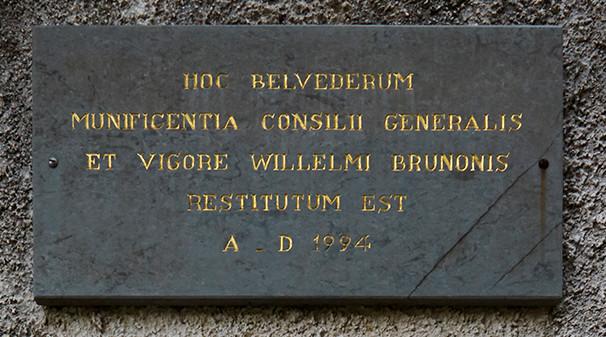 HOC BELVEDERUM
MUNIFICENTIA CONSILII GENERALIS
ET VIGORE WILLELMI BRUNONIS
RESTITUTUM EST
A _ D 1994